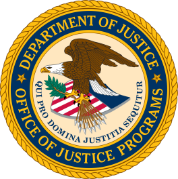 DEPARTMENT OF JUSTICE
QUI PRO DOMINA JUSTITIA SEQUITUR
OFFICE OF JUSTICE PROGRAMS